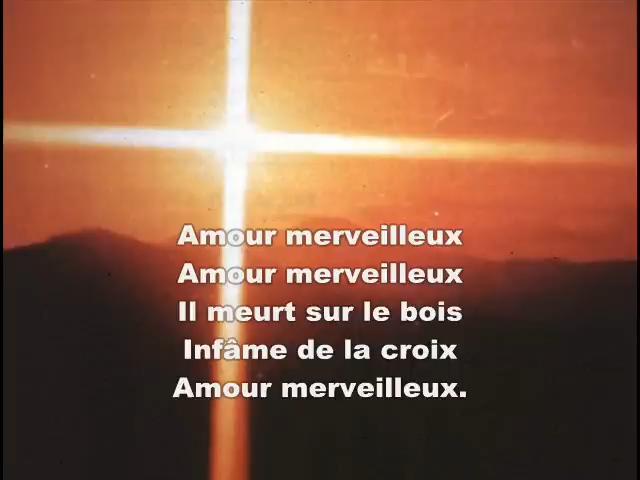 Amour merveilleux
Amour merveilleux
Il meurt sur le bois
Infâme de la croix
Amour merveilleux.